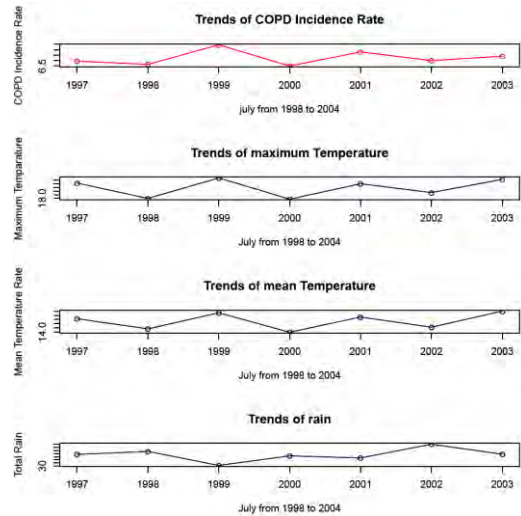 Trends of COPD Incidence Rate
COPD Incidence Rate
6.5
1997 1998 1999 2000 2001 2002 2003
july from 1998 to 2004
Trends of maximum Temperature
Maximum Temparature
18.0
1997 1998 1999 2000 2001 2002 2003
July from 1998 to 2004
Trends of mean Temperature
Mean Temperature Rate
14.0
1997 1998 1999 2000 2001 2002 2003
July from 1998 to 2004
Trends of rain
Total Rain
30
1997 1998 1999 2000 2001 2002 2003
July from 1998 to 2004